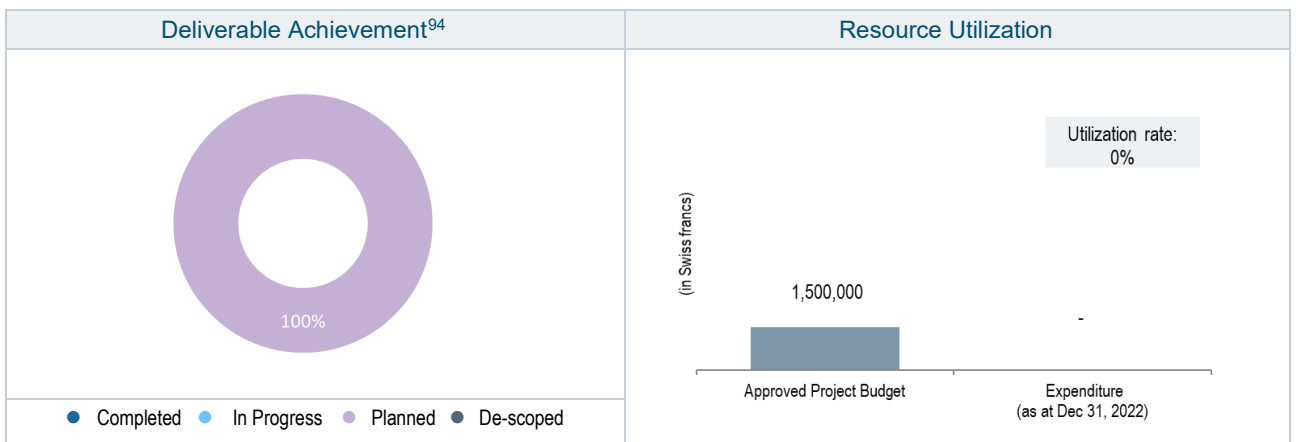 Deliverable Achievement94
Resource Utilization
100%
Completed
In Progress
Planned
De-scoped
Utilization rate:
0%
(in Swiss francs)
1,500,000
-
Approved Project Budget
Expenditure
(as at Dec 31, 2022)